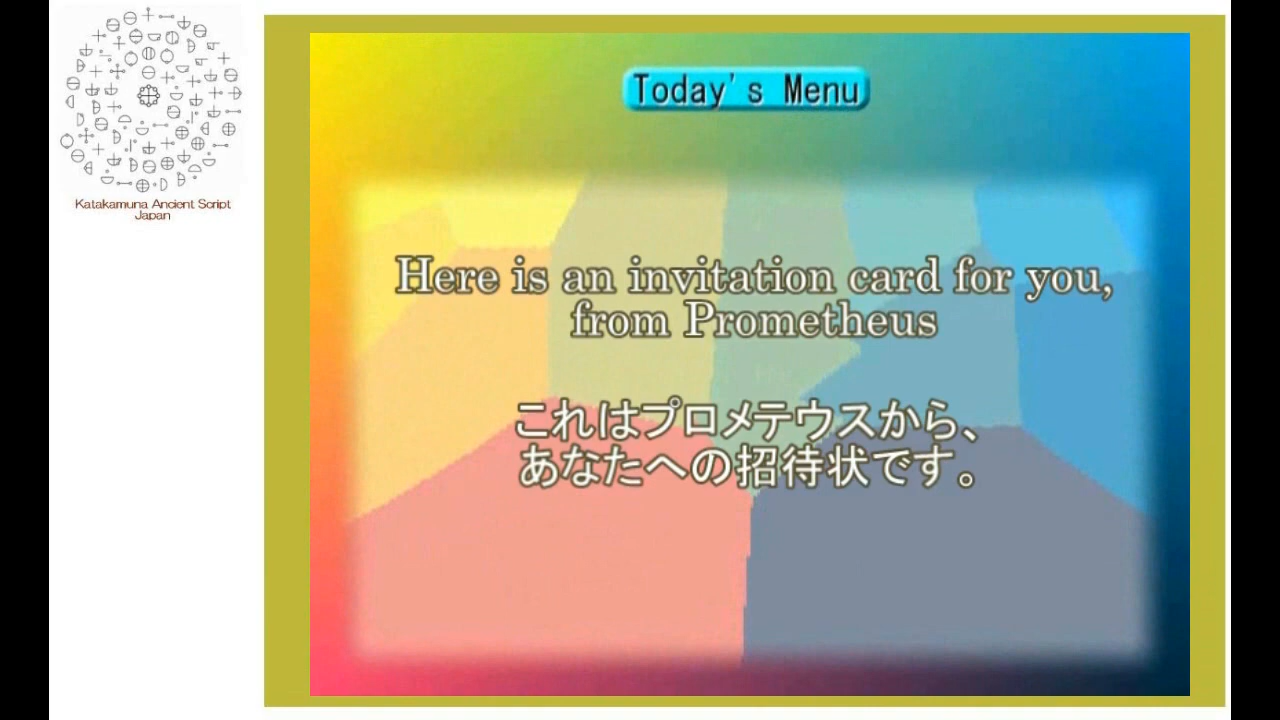 Katakamuna Ancient Script
Japan
Today's Menu
Here is an invitation card for you,
from Prometheus
これはプロメテウスから、
あなたへの招待状です。